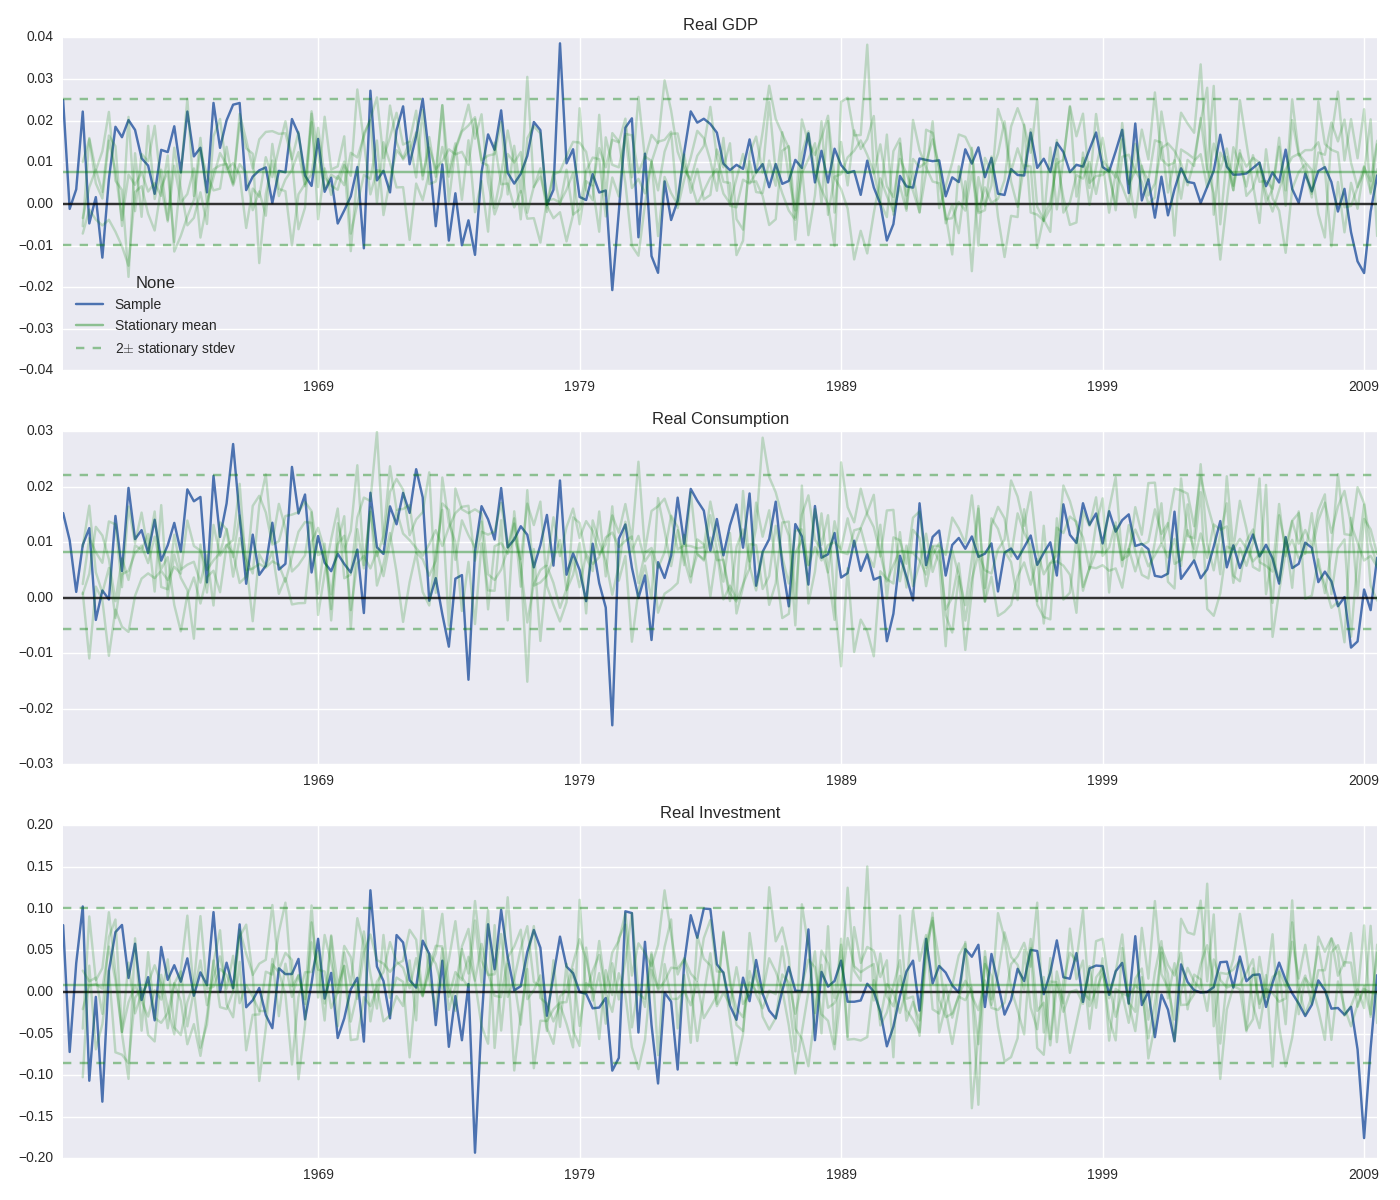 Real GDP
0.04
0.03
0.02
0.01
0.00
−0.01
−0.02
−0.03
−0.04
None
Sample
Stationary mean
2± stationary stdev
1969 1979 1989 1999 2009
Real Consumption
0.03
0.02
0.01
0.00
−0.01
−0.02
−0.03
1969 1979 1989 1999 2009
Real Investment
0.20
0.15
0.10
0.05
0.00
−0.05
−0.10
−0.15
−0.20
1969 1979 1989 1999 2009